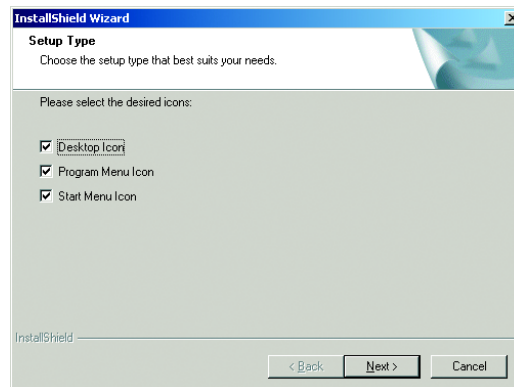 InstallShield Wizard
Setup Type
Choose the setup type that best suits your needs.
Please select the desired icons:
Desktop Icon
Program Menu Icon
Start Menu Icon
InstallShield
< Back Next > Cancel